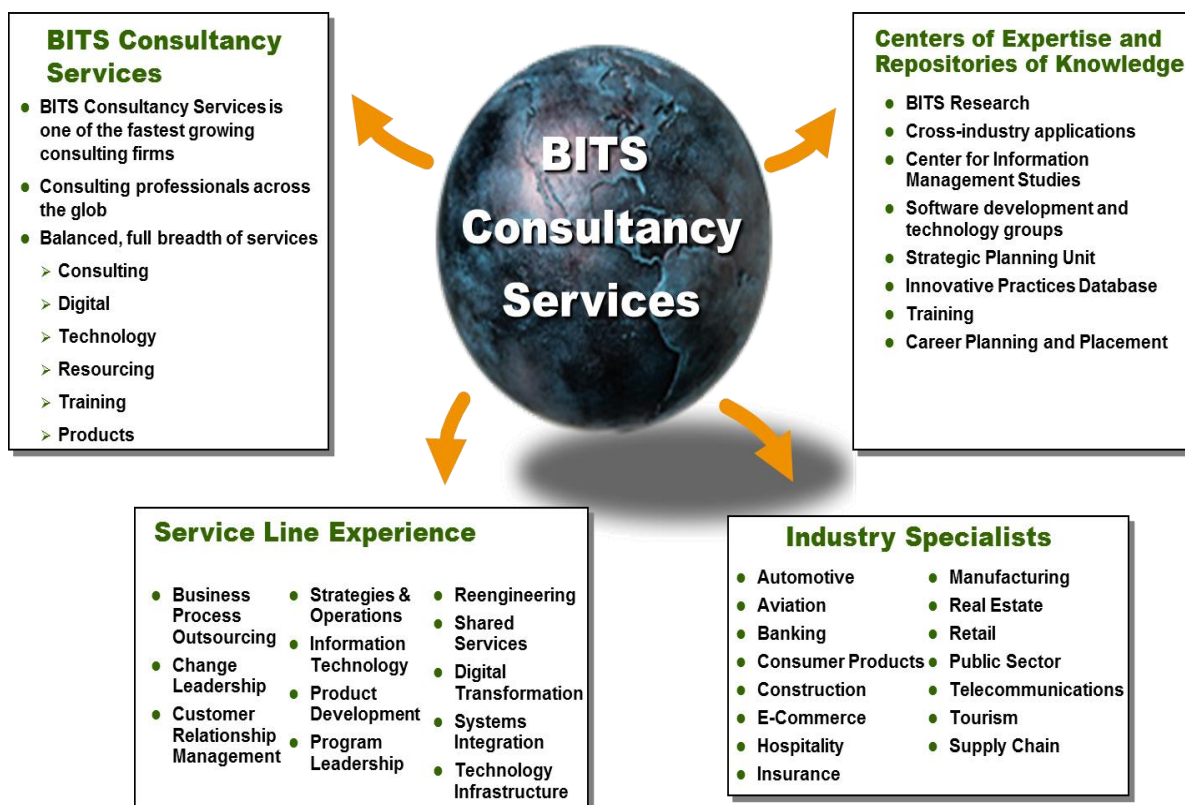 BITS Consultancy
Services
BITS Consultancy Services is
one of the fastest growing
consulting firms
Consulting professionals across
the glob
Balanced, full breadth of services
Consulting
Digital
Technology
Resourcing
Training
Products
BITS
Consultancy
Services
Centers of Expertise and
Repositories of Knowledge
BITS Research
Cross-industry applications
Center for Information
Management Studies
Software development and
technology groups
Strategic Planning Unit
Innovative Practices Database
Training
Career Planning and Placement
Service Line Experience
Business
Process
Outsourcing
Change
Leadership
Customer
Relationship
Management
Strategies &
Operations
Information
Technology
Product
Development
Program
Leadership
Reengineering
Shared
Services
Digital
Transformation
Systems
Integration
Technology
Infrastructure
Industry Specialists
Automotive
Aviation
Banking
Consumer Products
Construction
E-Commerce
Hospitality
Insurance
Manufacturing
Real Estate
Retail
Public Sector
Telecommunications
Tourism
Supply Chain